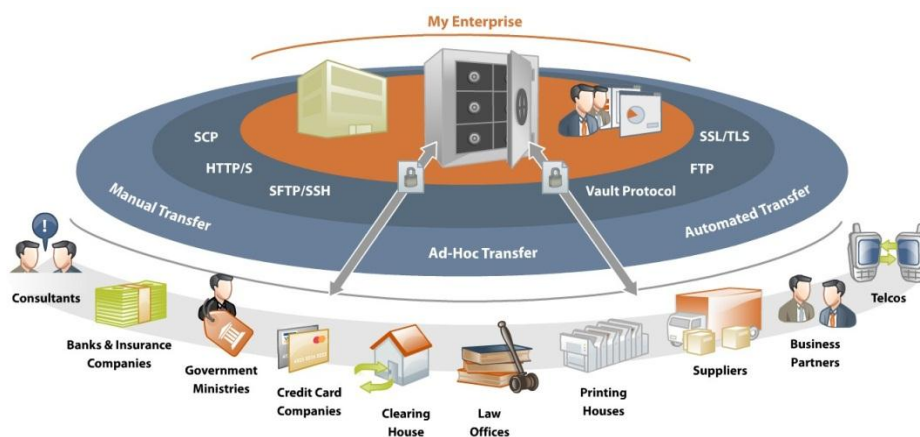 My Enterprise
SCP
SSL/TLS
HTTP/S
FTP
SFTP/SSH
Vault Protocol
Manual Transfer
Ad-Hoc Transfer
Automated Transfer
!
Consultants
Telcos
Banks & Insurance
Companies
Business
Partners
Government
Ministries
Suppliers
Credit Card
Companies
Printing
Houses
Clearing
House
Law
Offices